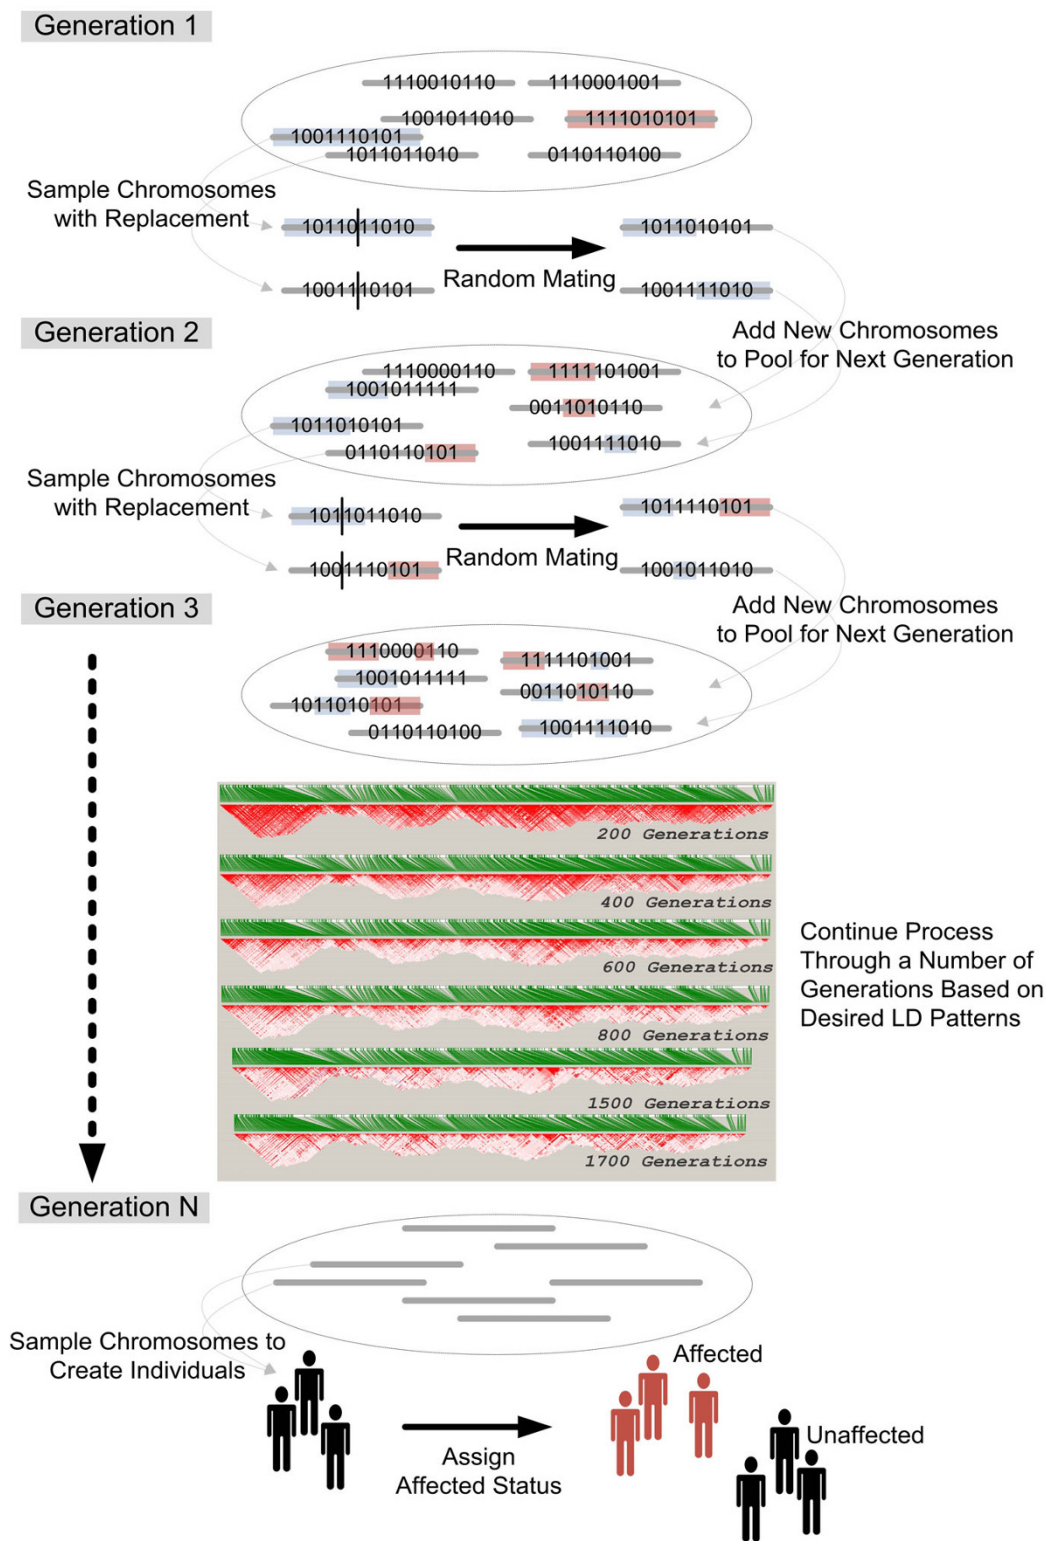 Generation 1
1110010110
1110001001
1001011010
1111010101
1001110101
1011011010
0110110100
Sample Chromosomes
with Replacement
1011011010
1011010101
Random Mating
1001110101
1001111010
Generation 2
Add New Chromosomes
to Pool for Next Generation
1110000110
1111101001
1001011111
0011010110
1011010101
1001111010
0110110101
Sample Chromosomes
with Replacement
1011011010
1011110101
Random Mating
1001110101
1001011010
Generation 3
Add New Chromosomes
to Pool for Next Generation
1110000110
1111101001
1001011111
0011010110
1011010101
1001111010
0110110100
200 Generations
400 Generations
600 Generations
800 Generations
1500 Generations
1700 Generations
Continue Process
Through a Number of
Generations Based on
Desired LD Patterns
Generation N
Sample Chromosomes to
Create Individuals
Affected
Assign
Affected Status
Unaffected